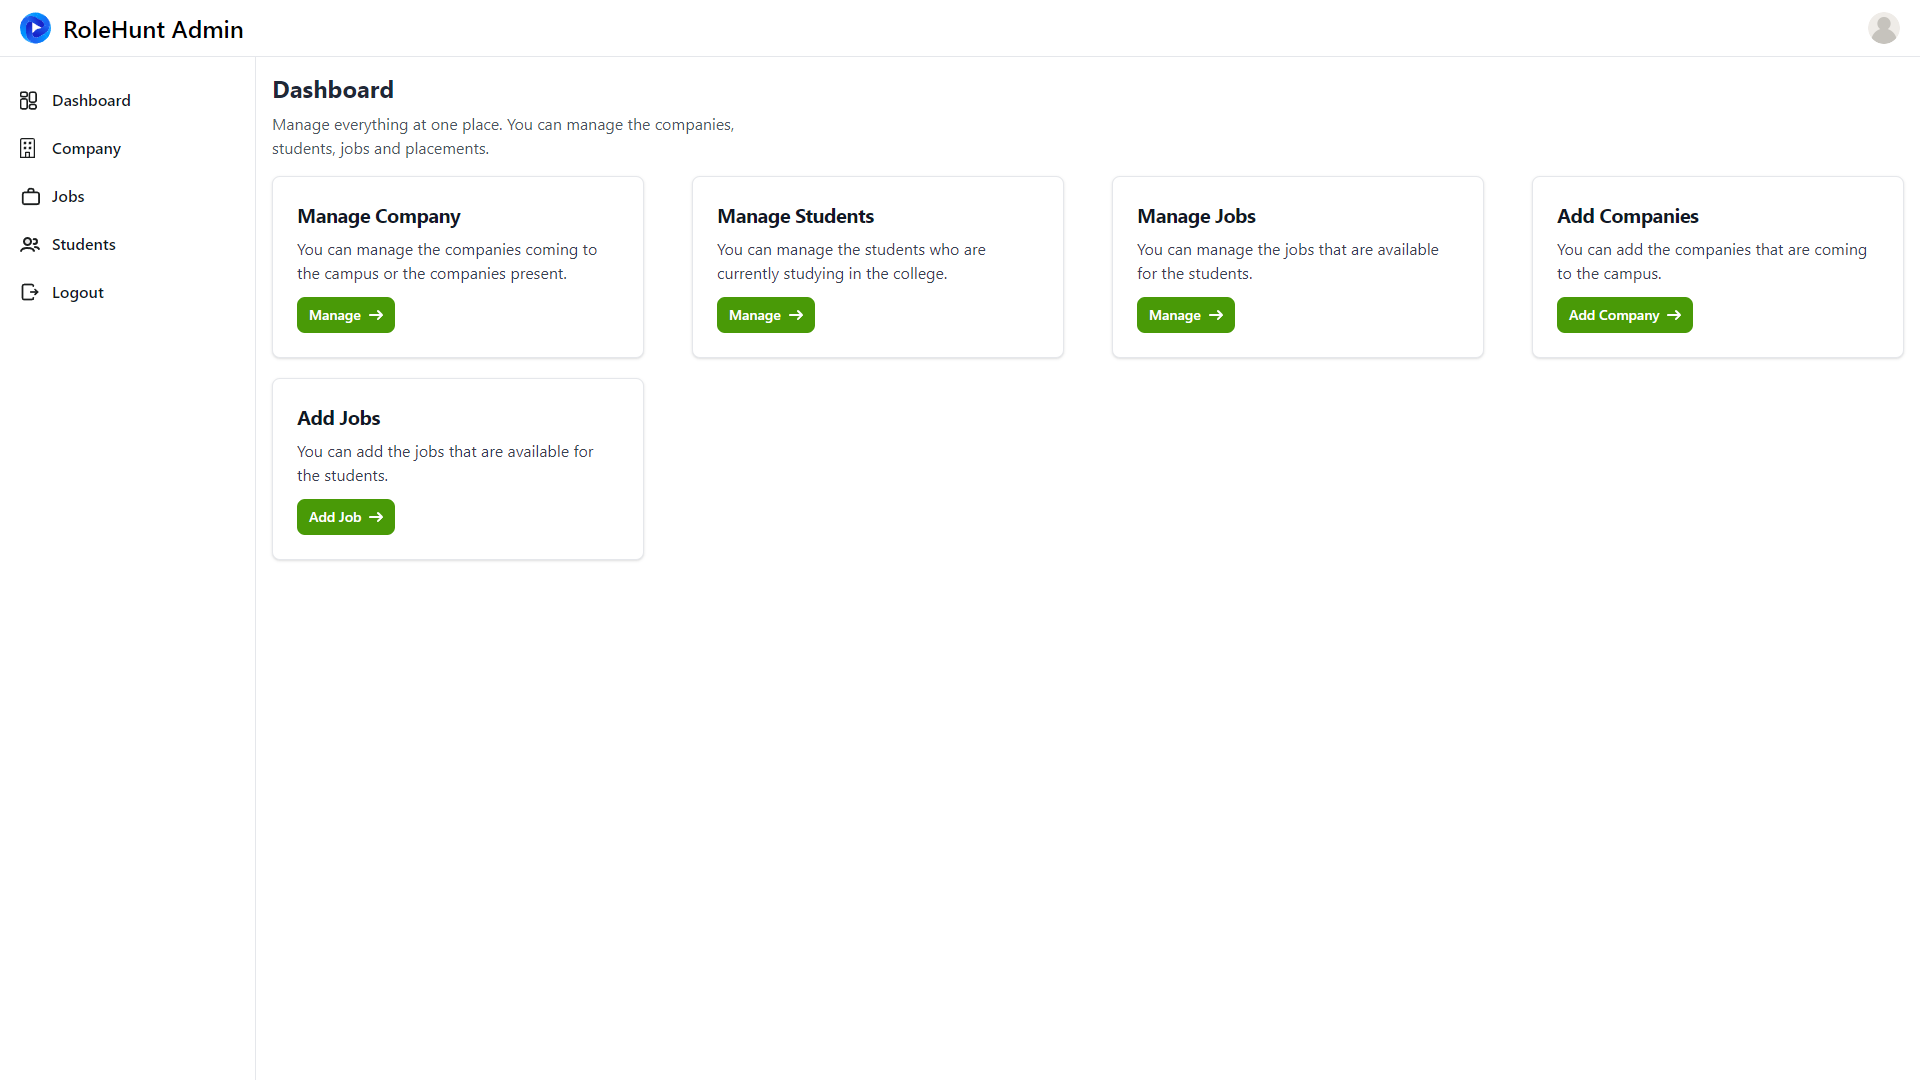 RoleHunt Admin
Dashboard
Company
Jobs
Students
Logout
Dashboard
Manage everything at one place. You can manage the companies,
students, jobs and placements.
Manage Company
You can manage the companies coming to
the campus or the companies present.
Manage
Manage Students
You can manage the students who are
currently studying in the college.
Manage
Manage Jobs
You can manage the jobs that are available
for the students.
Manage
Add Companies
You can add the companies that are coming
to the campus.
Add Company
Add Jobs
You can add the jobs that are available for
the students.
Add Job